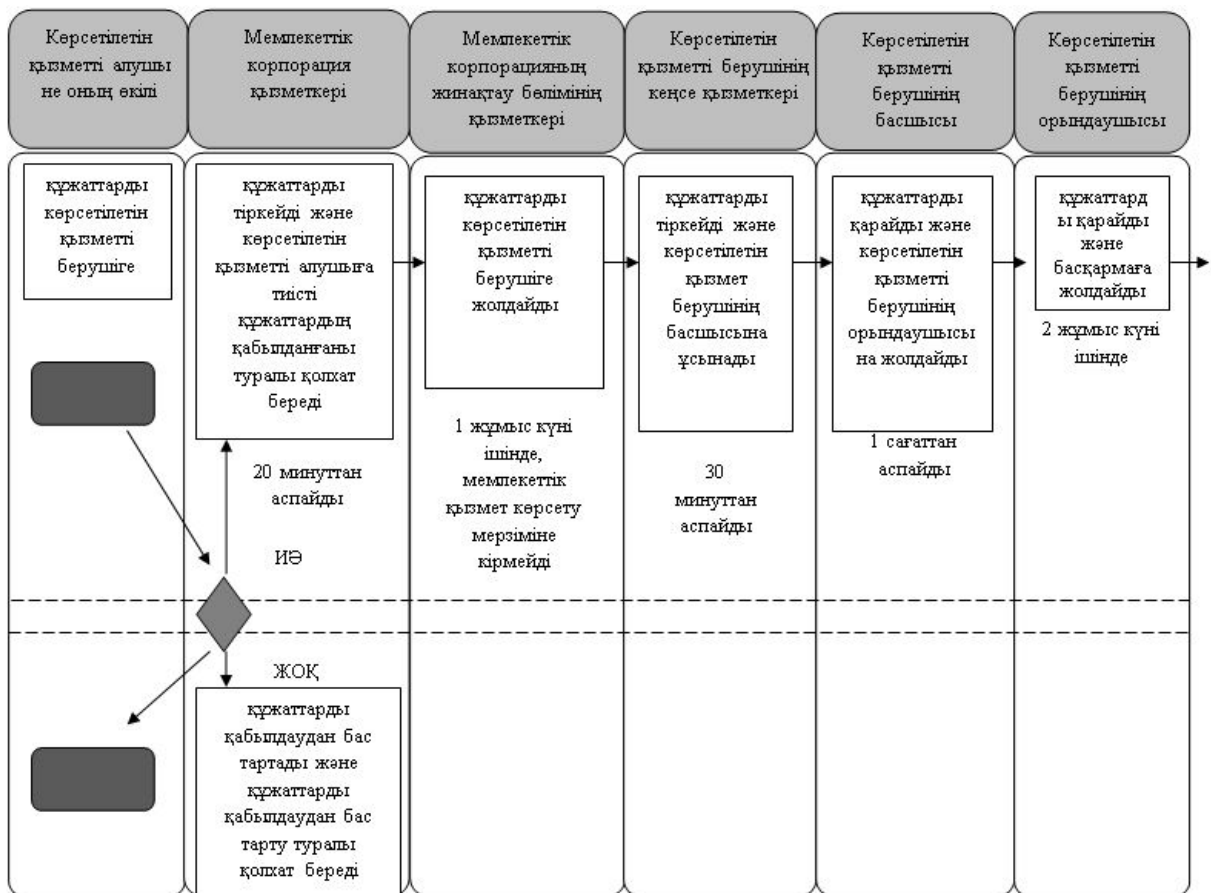 Көрсетілетін
қызметті алушы
не оның өкілі
Мемлекеттік
корпорация
қызметкері
Мемлекеттік
корпорацияның
жинақтау бөлімінің
қызметкері
Көрсетілетін
қызметті берушінің
кеңсе қызметкері
Көрсетілетін
қызметті
берушінің
басшысы
Көрсетілетін
қызметті
берушінің
орындаушысы
құжаттарды
көрсетілетін
қызметті
берушіге
құжаттарды
тіркейді және
көрсетілетін
қызметті алушыға
тиісті
құжаттардың
қабылданғаны
туралы қолхат
береді
20 минуттан
аспайды
ИӘ
ЖОҚ
құжаттарды
қабылдаудан бас
тартады және
құжаттарды
қабылдаудан бас
тарту туралы
қолхат береді
құжаттарды
көрсетілетін
қызметті
берушіге
жолдайды
1 жұмыс күні
ішінде,
мемлекеттік
қызмет көрсету
мерзіміне
кірмейді
құжаттарды
тіркейді және
көрсетілетін
қызмет
берушінің
басшысына
ұсынады
30
минуттан
аспайды
құжаттарды
қарайды және
көрсетілетін
қызметті
берушінің
орындаушысы
на жолдайды
1 сағаттан
аспайды
құжаттард
ы қарайды
және
басқармаға
жолдайды
2 жұмыс күні
ішінде